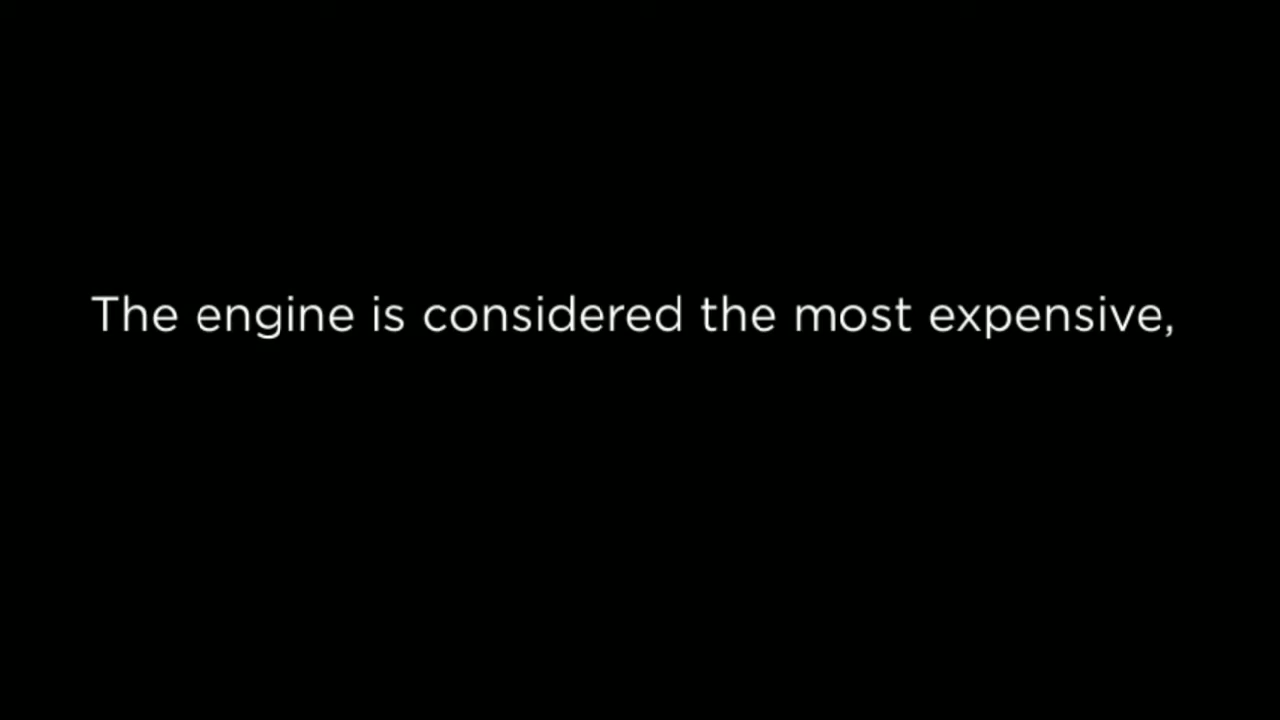 The engine is considered the most expensive,